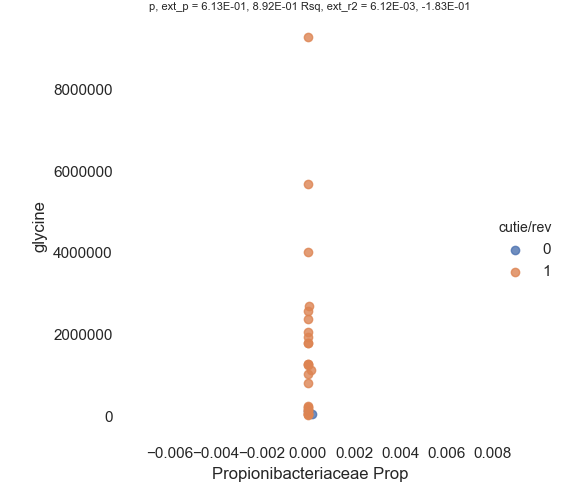 p, ext_p = 6.13E-01, 8.92E-01 Rsq, ext_r2 = 6.12E-03, -1.83E-01
8000000
6000000
4000000
2000000
0
glycine
cutie/rev
0
1
−0.006−0.004−0.002 0.000 0.002 0.004 0.006 0.008
Propionibacteriaceae Prop